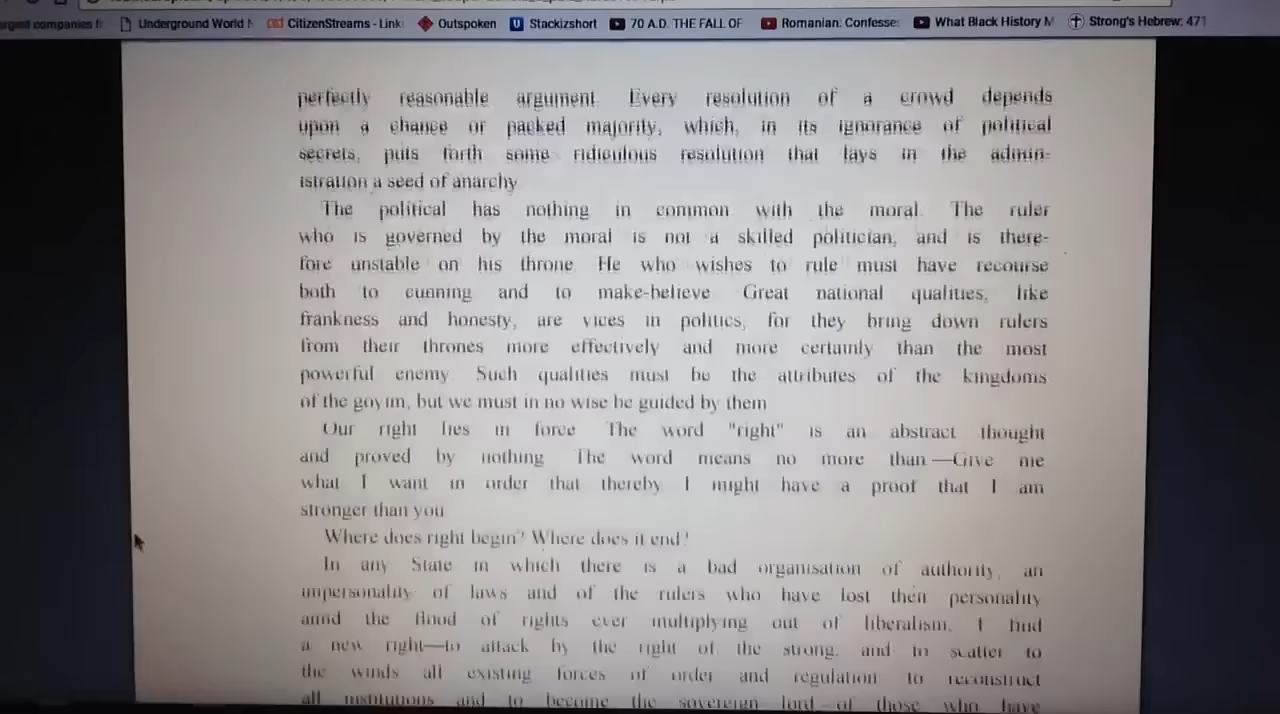 argest companies fr Underground World N CitizenStreams - Link Outspoken Stackizshort 70 A.D. THE FALL OF Romanian: Confesse: What Black History M Strong's Hebrew: 471
perfectly reasonable argument. Every resolution of a crowd depends
upon a chance or packed majority, which, in its ignorance of political
secrets, puts forth some ridiculous resolution that lays in the admin-
istration a seed of anarchy
The political has nothing in common with the moral. The ruler
who is governed by the moral is not a skilled politician, and is there-
fore unstable on his throne. He who wishes to rule must have recourse
both to cunning and to make-believe. Great national qualities, like
frankness and honesty, are vices in politics, for they bring down rulers
from their thrones more effectively and more certainly than the most
powerful enemy. Such qualities must be the attributes of the kingdoms
of the goyim, but we must in no wise be guided by them
Our right lies in force. The word "right" is an abstract thought
and proved by nothing. The word means no more than—Give me
what I want in order that thereby I might have a proof that I am
stronger than you
Where does right begin? Where does it end?
In any State in which there is a bad organisation of authority, an
impersonality of laws and of the rulers who have lost their personality
amid the flood of rights ever multiplying out of liberalism, I find
a new right—to attack by the right of the strong, and to scatter to
the winds all existing forces of order and regulation to reconstruct
all institutions and to become the sovereign lord of those who have